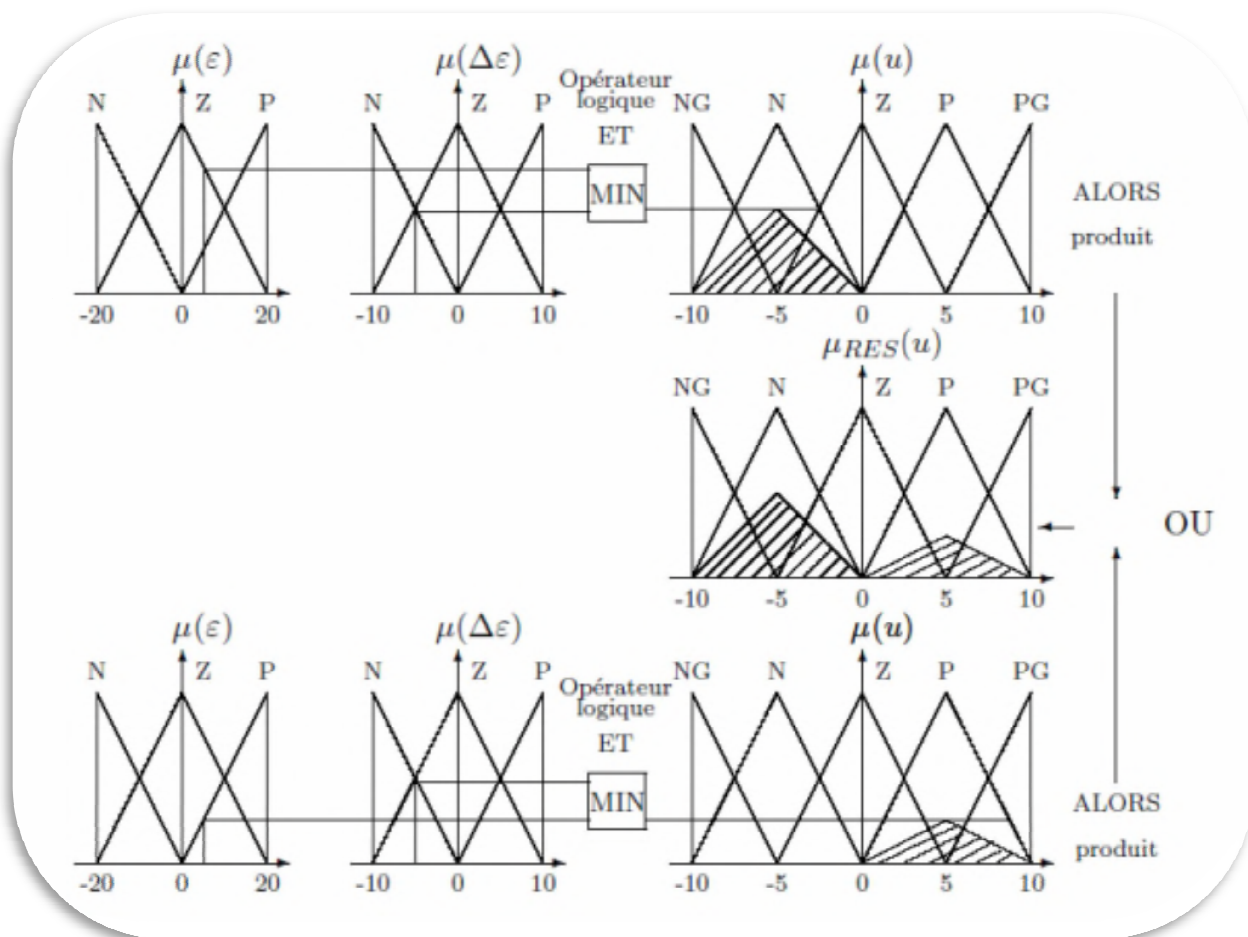 μ(ε) μ(Δε) μ(u)
Opérateur
N Z P N Z P logique NG N Z P PG
ET
MIN
ALORS
produit
-20 0 20 -10 0 10 -10 -5 0 5 10
μRES(u)
NG N Z P PG
OU
-10 -5 0 5 10
μ(ε) μ(Δε) μ(u)
N Z P N Z P NG N Z P PG
Opérateur
logique
ET
MIN
ALORS
produit
-20 0 20 -10 0 10 -10 -5 0 5 10